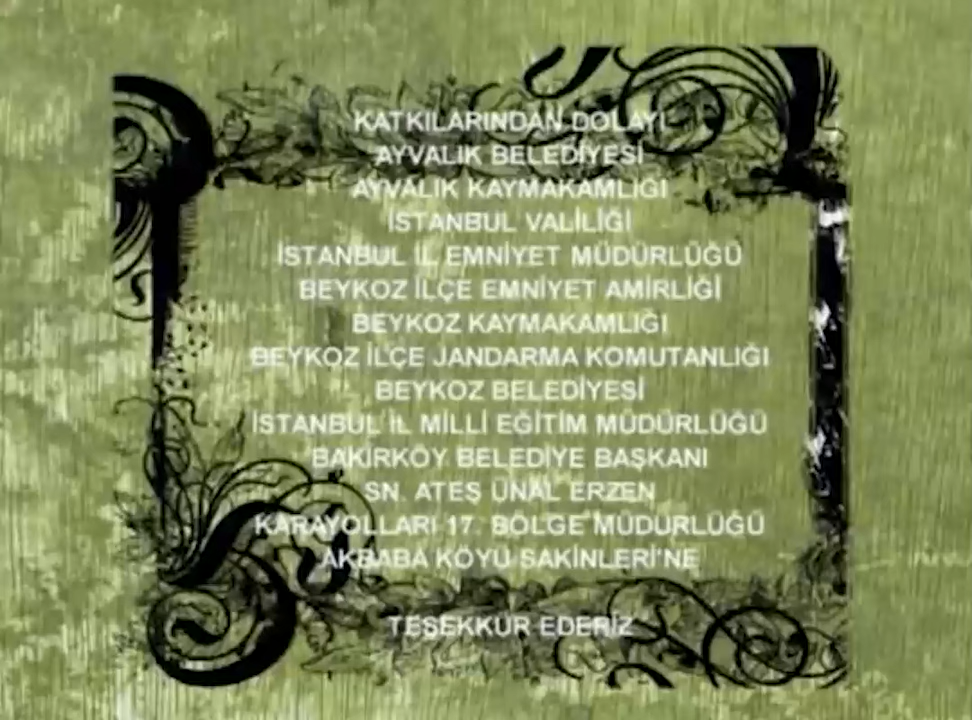 KATKILARINDAN DOLAYI
AYVALIK BELEDİYESİ
AYVALIK KAYMAKAMLIĞI
İSTANBUL VALİLİĞİ
İSTANBUL İL EMNİYET MÜDÜRLÜĞÜ
BEYKOZ İLÇE EMNİYET AMİRLİĞİ
BEYKOZ KAYMAKAMLIĞI
BEYKOZ İLÇE JANDARMA KOMUTANLIĞI
BEYKOZ BELEDİYESİ
İSTANBUL İL MİLLİ EĞİTİM MÜDÜRLÜĞÜ
BAKIRKÖY BELEDİYE BAŞKANI
SN. ATEŞ ÜNAL ERZEN
KARAYOLLARI 17. BÖLGE MÜDÜRLÜĞÜ
AKBABA KÖYÜ SAKİNLERİ'NE
TEŞEKKÜR EDERİZ